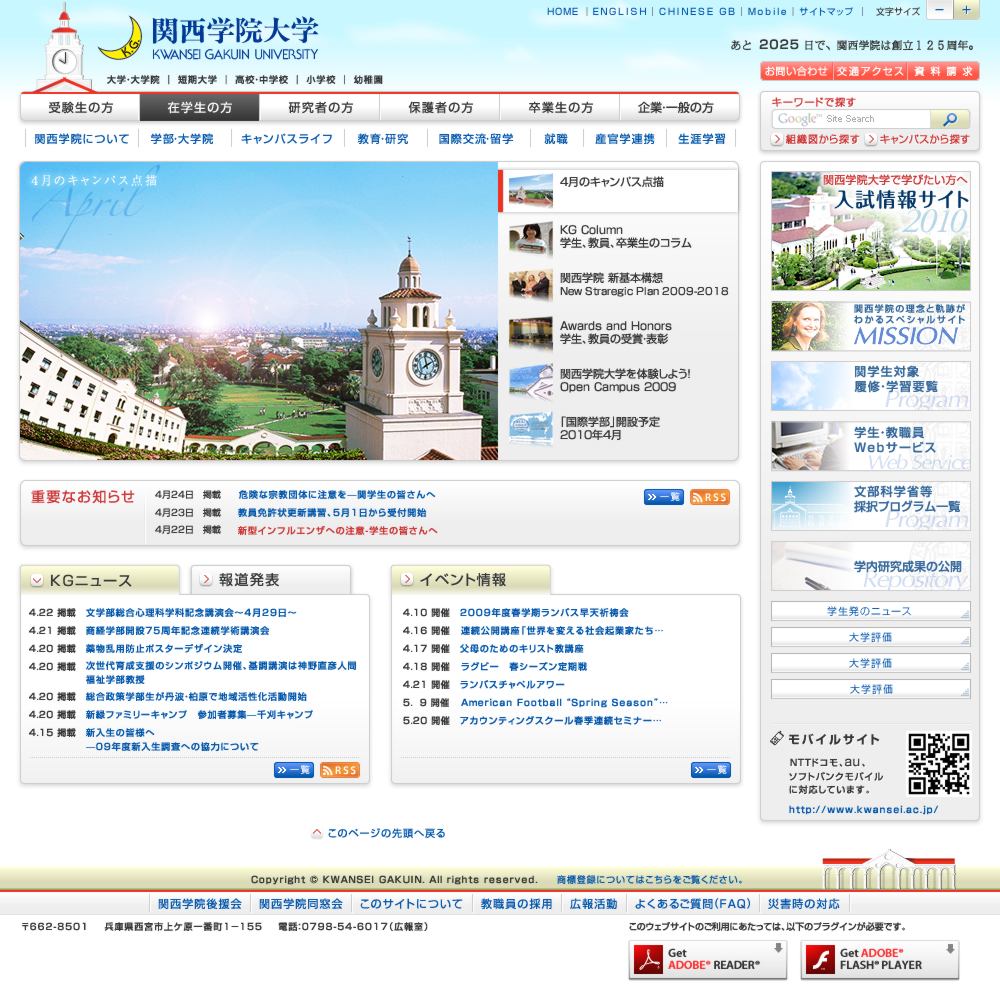 関西学院大学
KWANSEI GAKUIN UNIVERSITY
K.G.
HOME | ENGLISH | CHINESE GB | Mobile | サイトマップ | 文字サイズ − +
あと 2025 日で、関西学院は創立125周年。
大学・大学院 | 短期大学 | 高校・中学校 | 小学校 | 幼稚園
お問い合わせ 交通アクセス 資料請求
受験生の方 在学生の方 研究者の方 保護者の方 卒業生の方 企業・一般の方
関西学院について 学部・大学院 キャンパスライフ 教育・研究 国際交流・留学 就職 産官学連携 生涯学習
キーワードで探す
Google™ Site Search
組織図から探す キャンパスから探す
4月のキャンパス点描
April
4月のキャンパス点描
KG Column
学生、教員、卒業生のコラム
関西学院 新基本構想
New Straregic Plan 2009-2018
Awards and Honors
学生、教員の受賞・表彰
関西学院大学を体験しよう!
Open Campus 2009
「国際学部」開設予定
2010年4月
関西学院大学で学びたい方へ
入試情報サイト
2010
関西学院の理念と軌跡が
わかるスペシャルサイト
MISSION
関学生対象
履修・学習要覧
Program
学生・教職員
Webサービス
Web Service
文部科学省等
採択プログラム一覧
Program
学内研究成果の公開
Repository
学生発のニュース
大学評価
大学評価
大学評価
重要なお知らせ
4月24日 掲載 危険な宗教団体に注意を―関学生の皆さんへ
4月23日 掲載 教員免許状更新講習、5月1日から受付開始
4月22日 掲載 新型インフルエンザへの注意-学生の皆さんへ
一覧 RSS
KGニュース 報道発表
4.22 掲載 文学部総合心理科学科記念講演会～4月29日～
4.21 掲載 商経学部開設75周年記念連続学術講演会
4.20 掲載 薬物乱用防止ポスターデザイン決定
4.20 掲載 次世代育成支援のシンポジウム開催、基調講演は神野直彦人間
福祉学部教授
4.20 掲載 総合政策学部生が丹波・柏原で地域活性化活動開始
4.20 掲載 新緑ファミリーキャンプ 参加者募集―千刈キャンプ
4.15 掲載 新入生の皆様へ
―09年度新入生調査への協力について
一覧 RSS
イベント情報
4.10 開催 2009年度春学期ランバス早天祈祷会
4.16 開催 連続公開講座「世界を変える社会起業家たち…
4.17 開催 父母のためのキリスト教講座
4.18 開催 ラグビー 春シーズン定期戦
4.21 開催 ランバスチャペルアワー
5. 9 開催 American Football “Spring Season”…
5.20 開催 アカウンティングスクール春季連続セミナー…
一覧
モバイルサイト
NTTドコモ、au、
ソフトバンクモバイル
に対応しています。
http://www.kwansei.ac.jp/
このページの先頭へ戻る
Copyright © KWANSEI GAKUIN. All rights reserved. 商標登録についてはこちらをご覧ください。
関西学院後援会 関西学院同窓会 このサイトについて 教職員の採用 広報活動 よくあるご質問(FAQ) 災害時の対応
〒662-8501 兵庫県西宮市上ケ原一番町1－155 電話:0798-54-6017(広報室)
このウェブサイトのご利用にあたっては、以下のプラグインが必要です。
Get
ADOBE® READER®
Get ADOBE®
FLASH® PLAYER